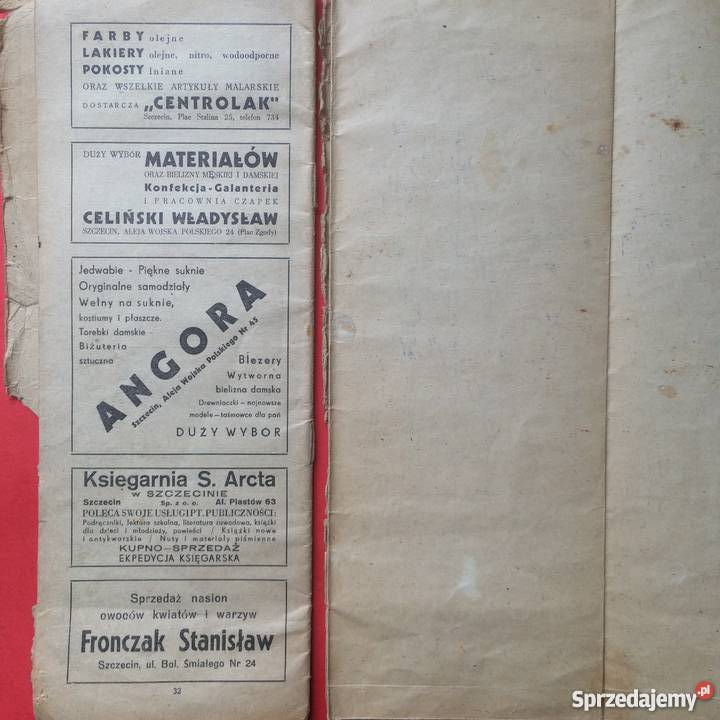 FARBY olejne
LAKIERY olejne, nitro, wodoodporne
POKOSTY lniane
ORAZ WSZELKIE ARTYKUŁY MALARSKIE
DOSTARCZA „CENTROLAK"
Szczecin, Plac Stalina 25, telefon 734
DUŻY WYBÓR MATERIAŁÓW
ORAZ BIELIZNY MĘSKIEJ I DAMSKIEJ
Konfekcja-Galanteria
I PRACOWNIA CZAPEK
CELIŃSKI WŁADYSŁAW
SZCZECIN, ALEJA WOJSKA POLSKIEGO 24 (Plac Zgody)
Jedwabie - Piękne suknie
Oryginalne samodziały
Wełny na suknie,
kostiumy i płaszcze.
Torebki damskie -
Biżuteria
sztuczna
ANGORA
Szczecin, Aleja Wojska Polskiego Nr 45
Blezery
Wytworna
bielizna damska
Drewniaczki - najnowsze
modele - taśmowce dla pań
DUŻY WYBÓR
Księgarnia S. Arcta
W SZCZECINIE
Szczecin Sp. z o. o. Al. Piastów 63
POLECA SWOJE USŁUGI PT. PUBLICZNOŚCI:
Podręczniki, lektura szkolna, literatura zawodowa, książki
dla dzieci i młodzieży, powieści / Książki nowe
i antykwarskie / Nuty i materiały piśmienne
KUPNO—SPRZEDAŻ
EKPEDYCJA KSIĘGARSKA
Sprzedaż nasion
owoców kwiatów i warzyw
Fronczak Stanisław
Szczecin, ul. Bol. Śmiałego Nr 24
32
Sprzedajemy.pl